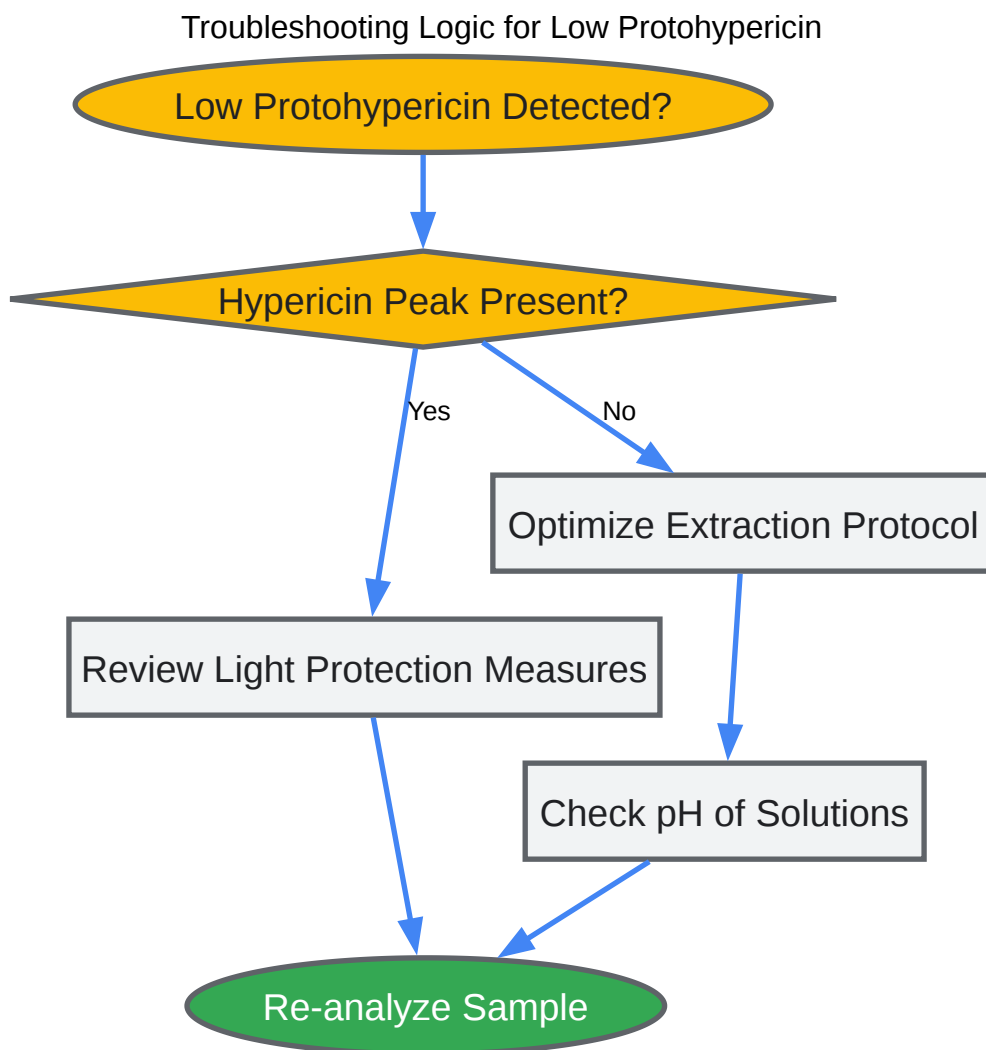 Troubleshooting Logic for Low Protohypericin
Low Protohypericin Detected?
Hypericin Peak Present?
Yes
No
Optimize Extraction Protocol
Review Light Protection Measures
Check pH of Solutions
Re-analyze Sample